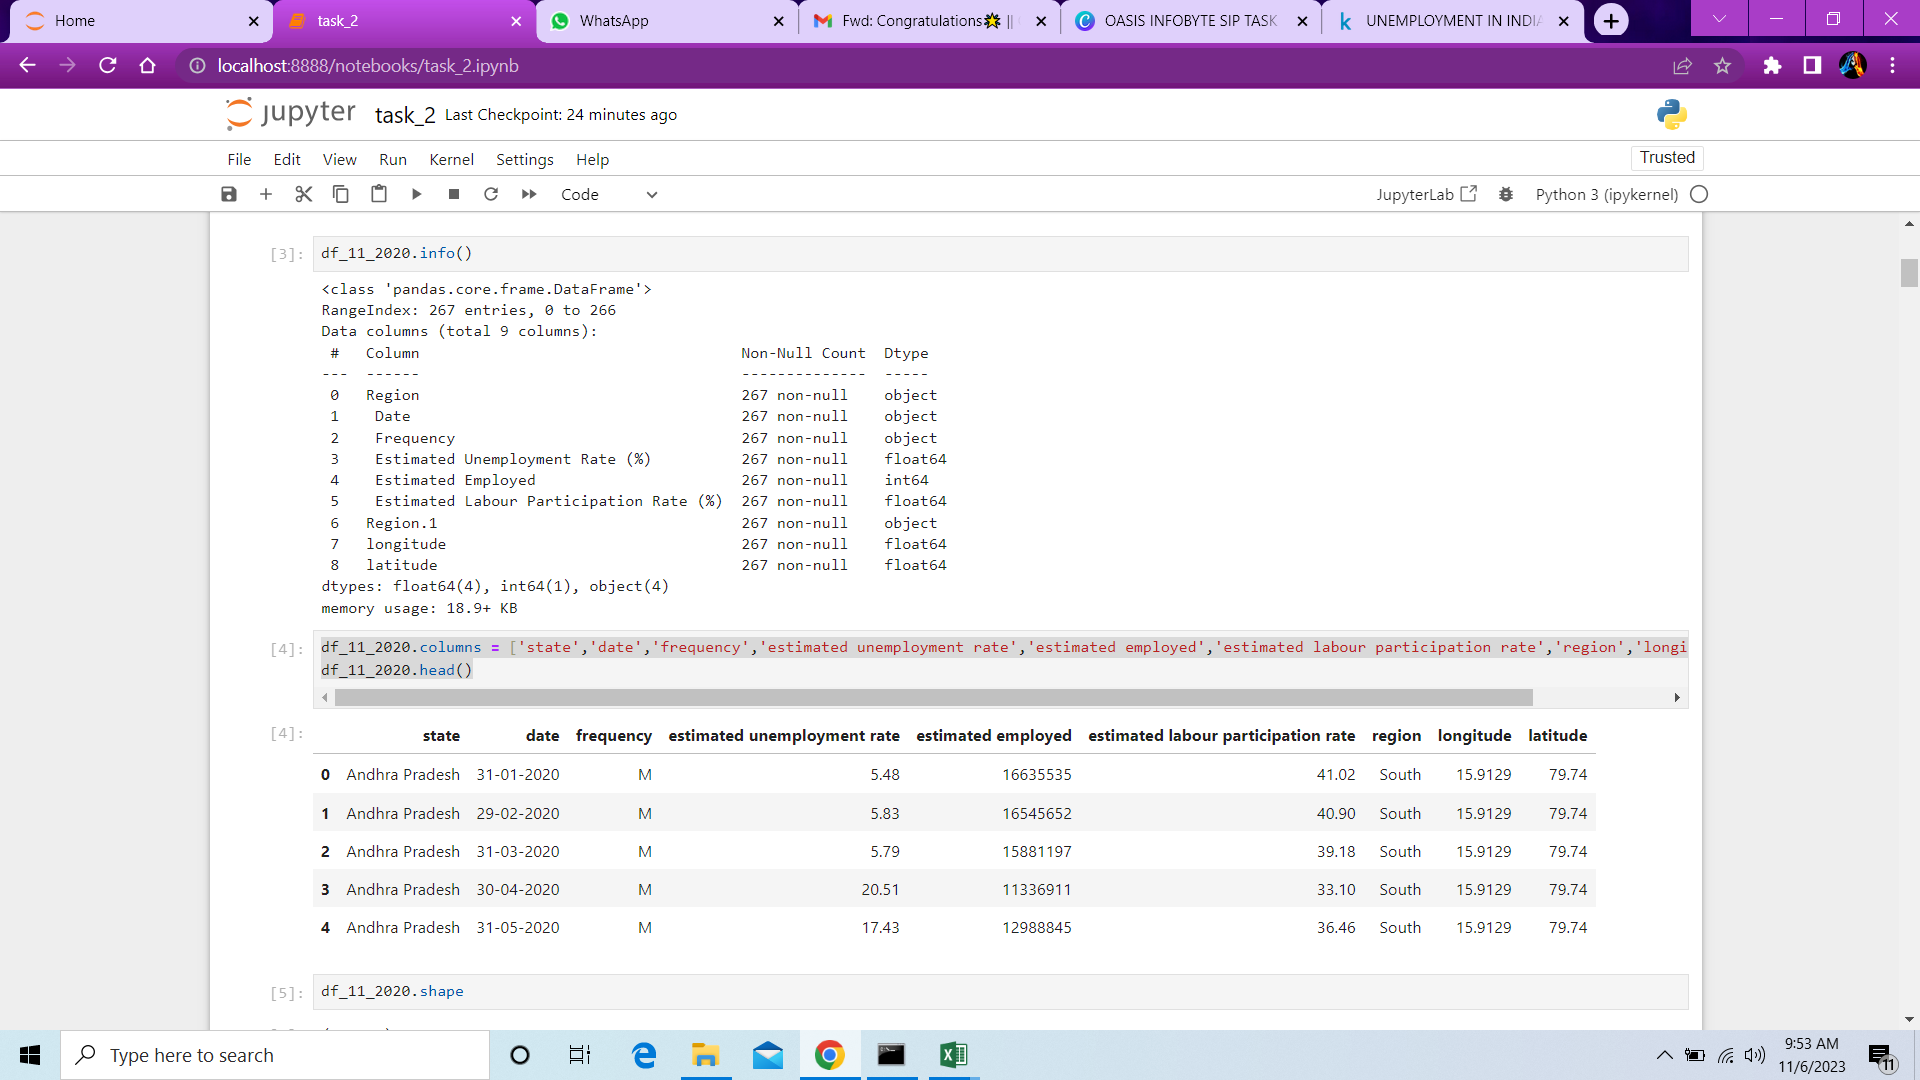 Home
task_2
WhatsApp
Fwd: Congratulations🌟 ||
OASIS INFOBYTE SIP TASK
UNEMPLOYMENT IN INDI
localhost:8888/notebooks/task_2.ipynb
jupyter task_2 Last Checkpoint: 24 minutes ago
File Edit View Run Kernel Settings Help
Trusted
Code
JupyterLab
Python 3 (ipykernel)
[3]: df_11_2020.info()
<class 'pandas.core.frame.DataFrame'>
RangeIndex: 267 entries, 0 to 266
Data columns (total 9 columns):
# Column Non-Null Count Dtype
--- ------ -------------- -----
0 Region 267 non-null object
1 Date 267 non-null object
2 Frequency 267 non-null object
3 Estimated Unemployment Rate (%) 267 non-null float64
4 Estimated Employed 267 non-null int64
5 Estimated Labour Participation Rate (%) 267 non-null float64
6 Region.1 267 non-null object
7 longitude 267 non-null float64
8 latitude 267 non-null float64
dtypes: float64(4), int64(1), object(4)
memory usage: 18.9+ KB
[4]: df_11_2020.columns = ['state','date','frequency','estimated unemployment rate','estimated employed','estimated labour participation rate','region','longi
df_11_2020.head()
[4]: state date frequency estimated unemployment rate estimated employed estimated labour participation rate region longitude latitude
0 Andhra Pradesh 31-01-2020 M 5.48 16635535 41.02 South 15.9129 79.74
1 Andhra Pradesh 29-02-2020 M 5.83 16545652 40.90 South 15.9129 79.74
2 Andhra Pradesh 31-03-2020 M 5.79 15881197 39.18 South 15.9129 79.74
3 Andhra Pradesh 30-04-2020 M 20.51 11336911 33.10 South 15.9129 79.74
4 Andhra Pradesh 31-05-2020 M 17.43 12988845 36.46 South 15.9129 79.74
[5]: df_11_2020.shape
Type here to search
9:53 AM
11/6/2023
11